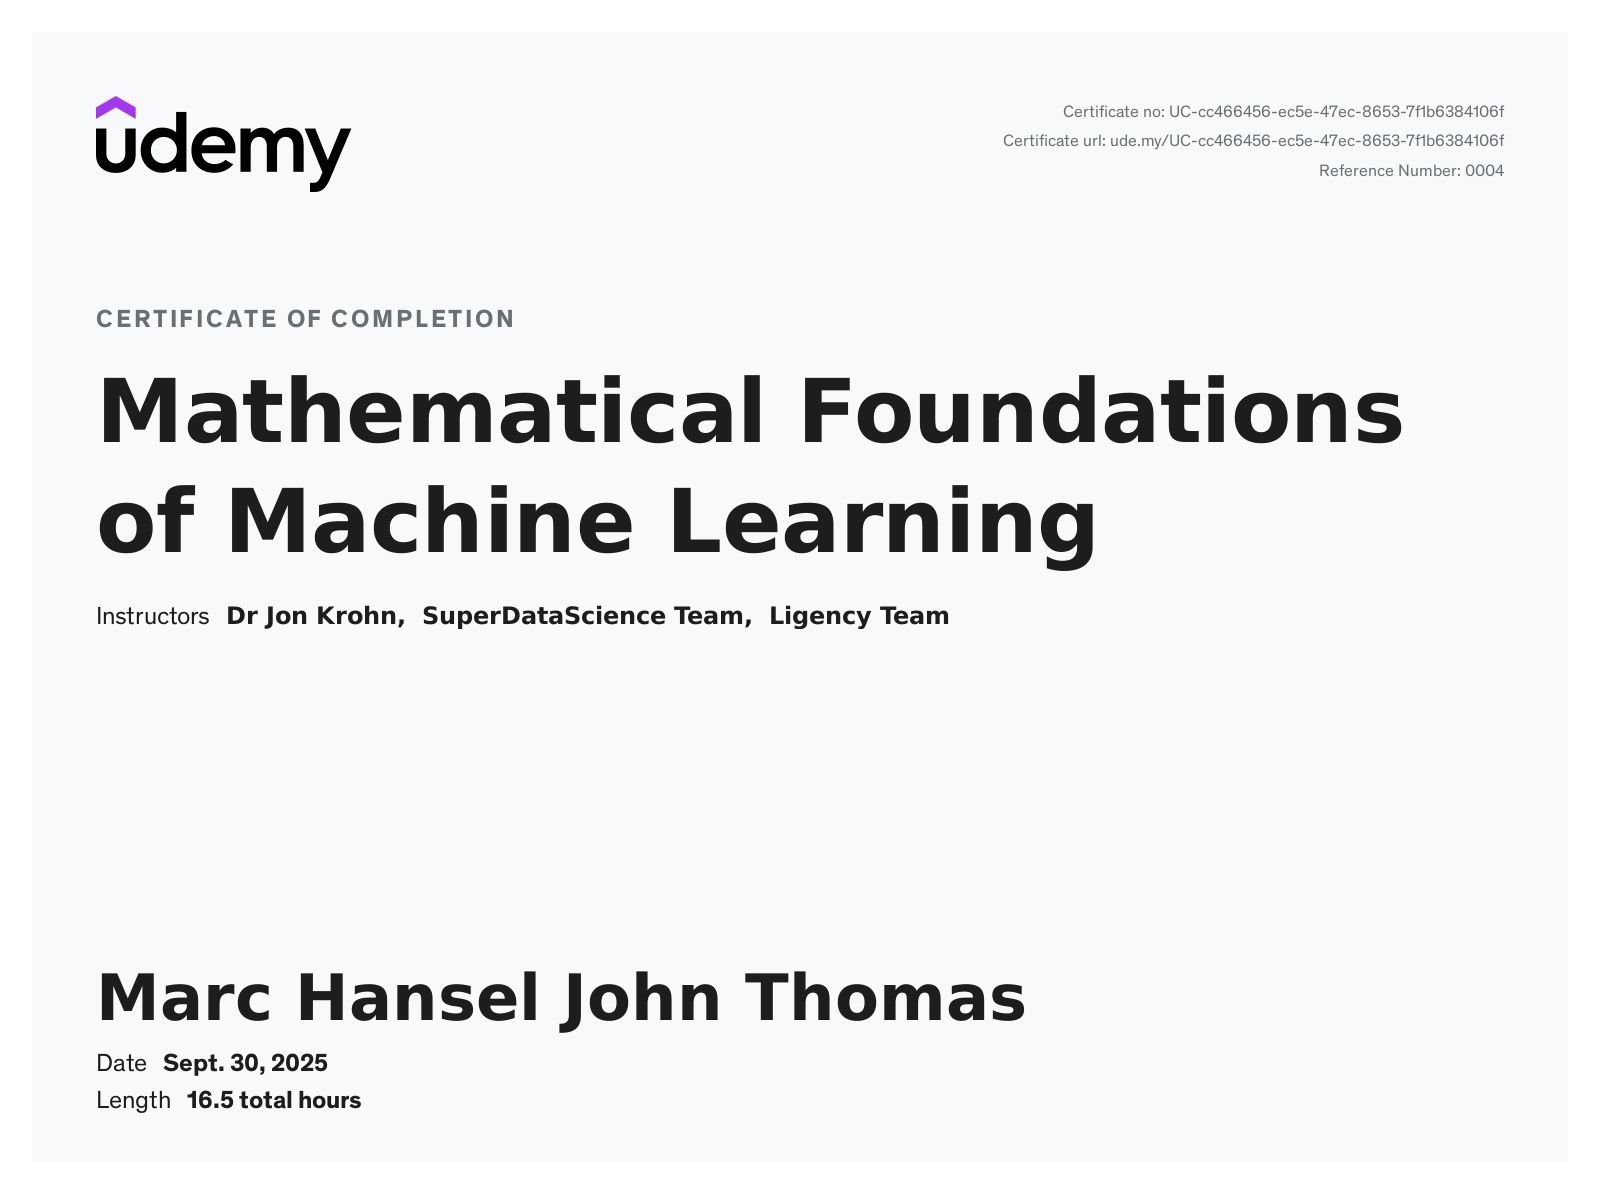 udemy
Certificate no: UC-cc466456-ec5e-47ec-8653-7f1b6384106f
Certificate url: ude.my/UC-cc466456-ec5e-47ec-8653-7f1b6384106f
Reference Number: 0004
CERTIFICATE OF COMPLETION
Mathematical Foundations
of Machine Learning
Instructors Dr Jon Krohn, SuperDataScience Team, Ligency Team
Marc Hansel John Thomas
Date Sept. 30, 2025
Length 16.5 total hours